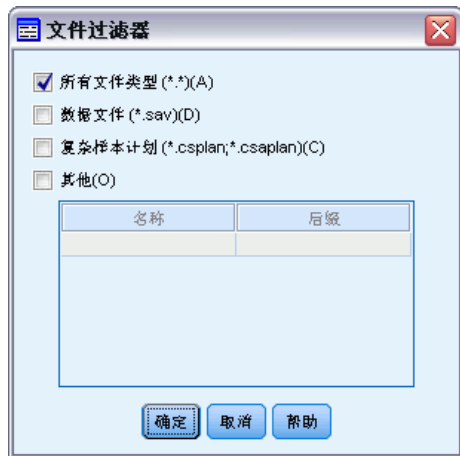 文件过滤器
所有文件类型(*.*)(A)
数据文件(*.sav)(D)
复杂样本计划(*.csplan;*.csaplan)(C)
其他(O)
名称 后缀
确定 取消 帮助